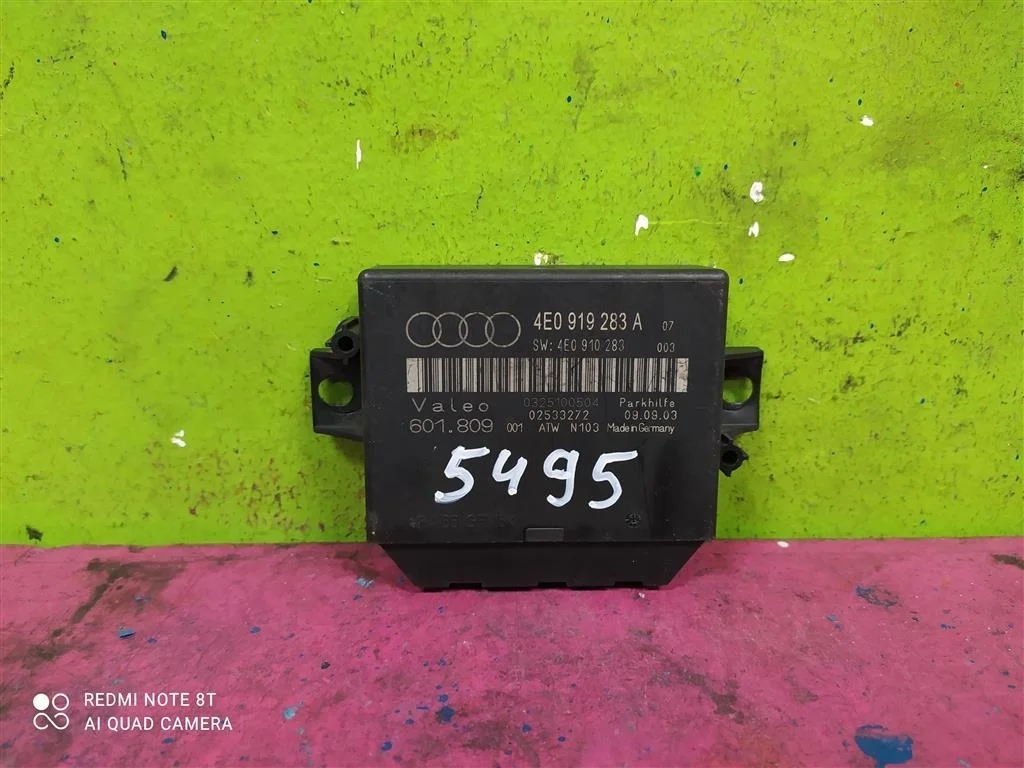 4E0 919 283 A 07
SW: 4E0 910 283 003
Valeo 0325100504 Parkhilfe
02533272 09.09.03
601.809 001 ATW N103 Made in Germany
5495
REDMI NOTE 8T
AI QUAD CAMERA